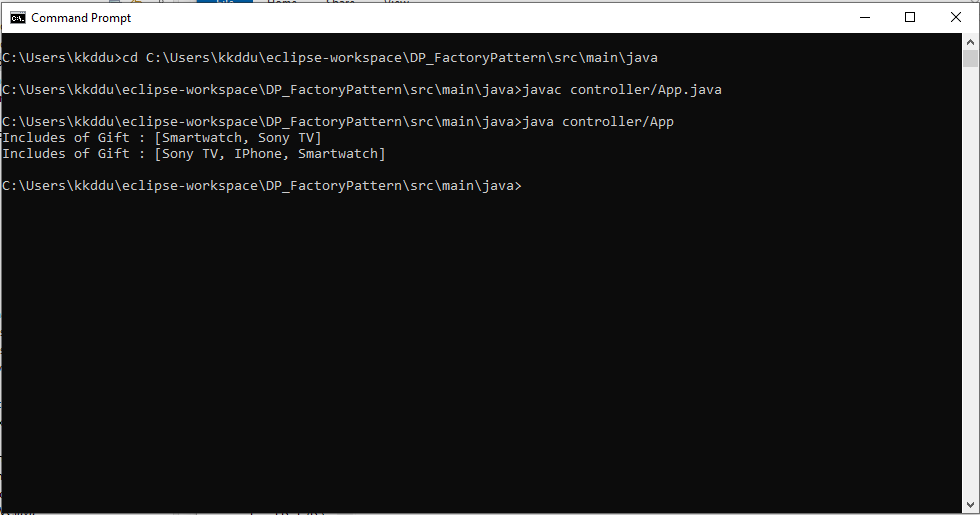 Command Prompt
C:\Users\kkddu>cd C:\Users\kkddu\eclipse-workspace\DP_FactoryPattern\src\main\java
C:\Users\kkddu\eclipse-workspace\DP_FactoryPattern\src\main\java>javac controller/App.java
C:\Users\kkddu\eclipse-workspace\DP_FactoryPattern\src\main\java>java controller/App
Includes of Gift : [Smartwatch, Sony TV]
Includes of Gift : [Sony TV, IPhone, Smartwatch]
C:\Users\kkddu\eclipse-workspace\DP_FactoryPattern\src\main\java>